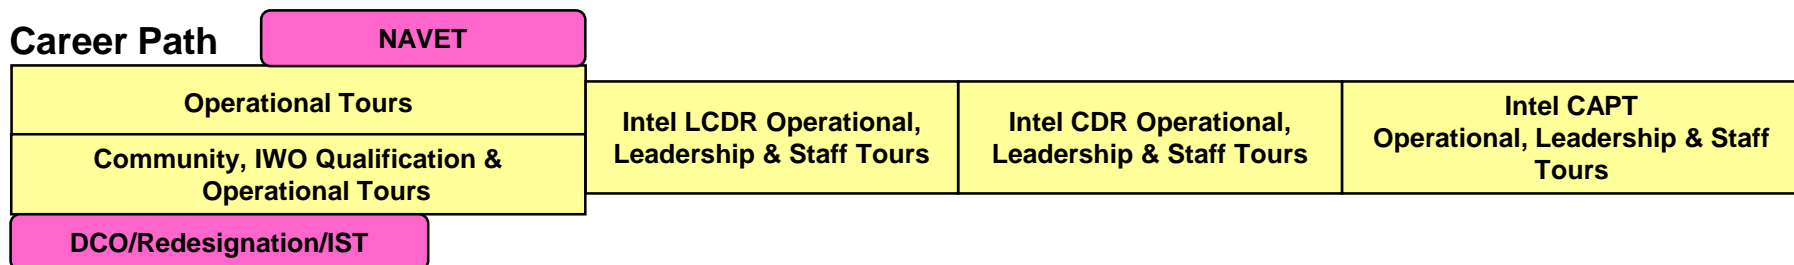 Career Path
NAVET
Operational Tours
Community, IWO Qualification &
Operational Tours
DCO/Redesignation/IST
Intel LCDR Operational,
Leadership & Staff Tours
Intel CDR Operational,
Leadership & Staff Tours
Intel CAPT
Operational, Leadership & Staff
Tours